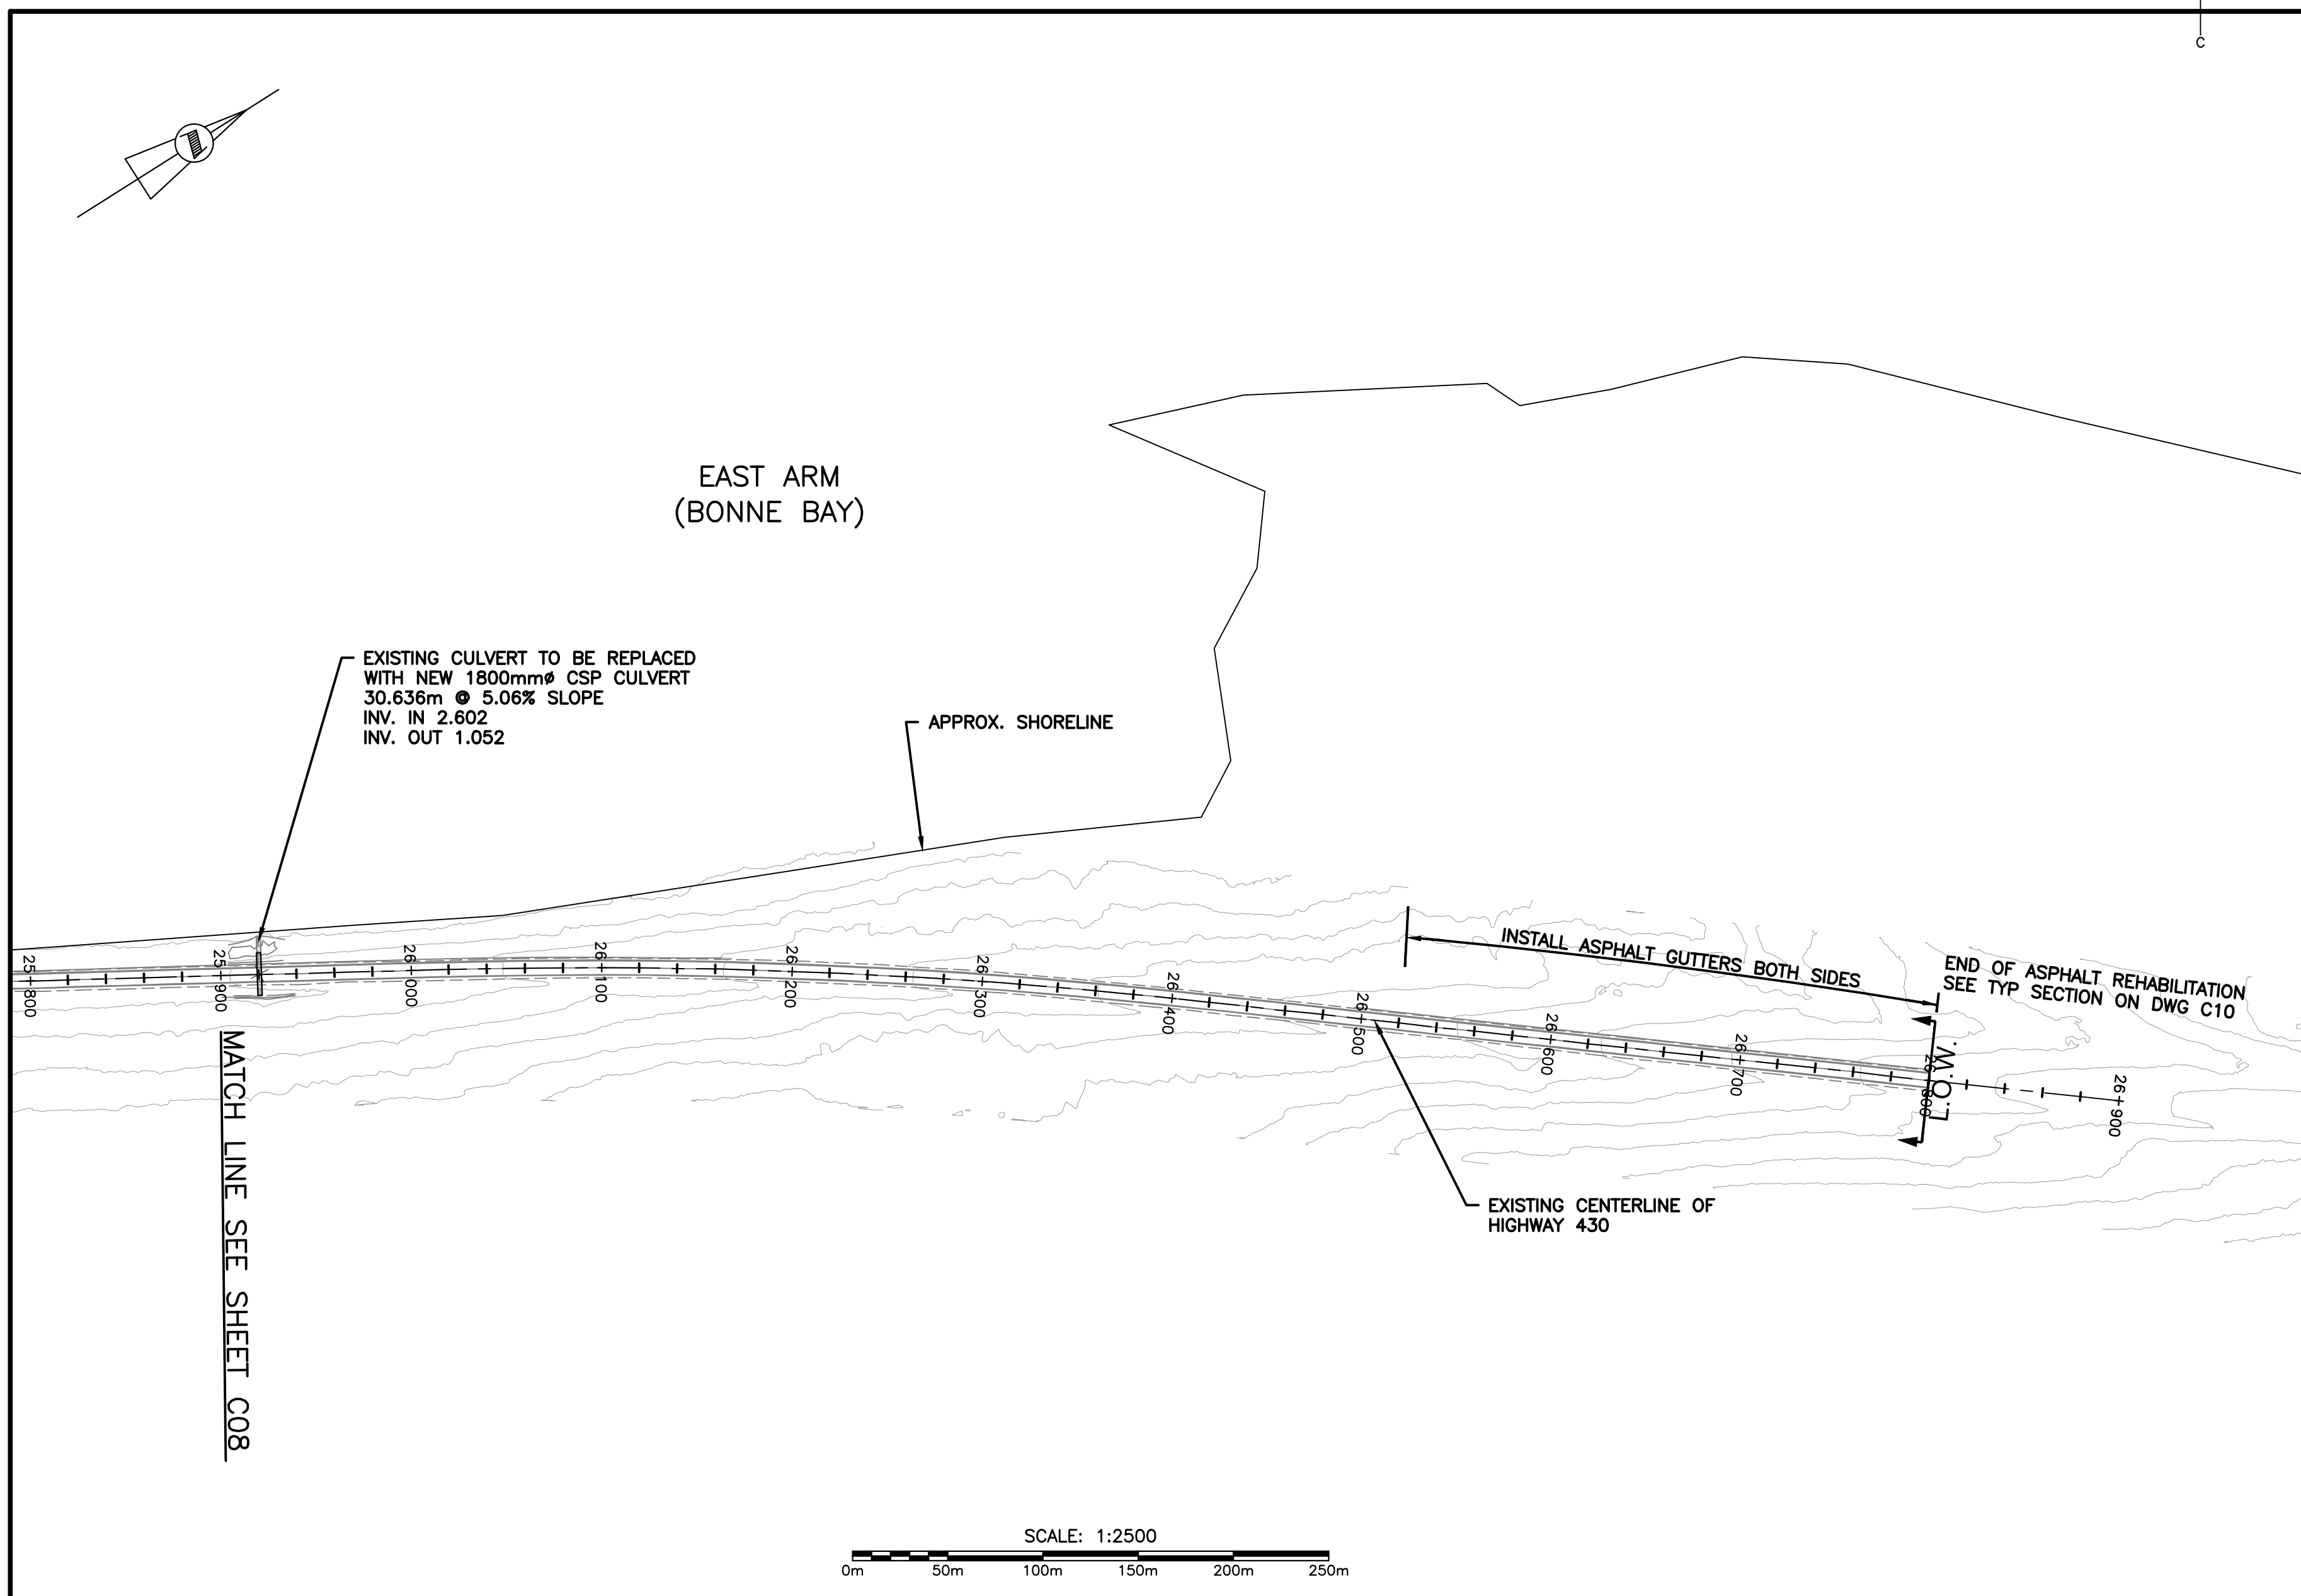 C
EAST ARM
(BONNE BAY)
EXISTING CULVERT TO BE REPLACED
WITH NEW 1800mmø CSP CULVERT
30.636m @ 5.06% SLOPE
INV. IN 2.602
INV. OUT 1.052
APPROX. SHORELINE
INSTALL ASPHALT GUTTERS BOTH SIDES
END OF ASPHALT REHABILITATION
SEE TYP SECTION ON DWG C10
25+800
25+900
26+000
26+100
26+200
26+300
26+400
26+500
26+600
26+700
26+800
26+900
L.O.W.
MATCH LINE SEE SHEET C08
EXISTING CENTERLINE OF
HIGHWAY 430
SCALE: 1:2500
0m 50m 100m 150m 200m 250m